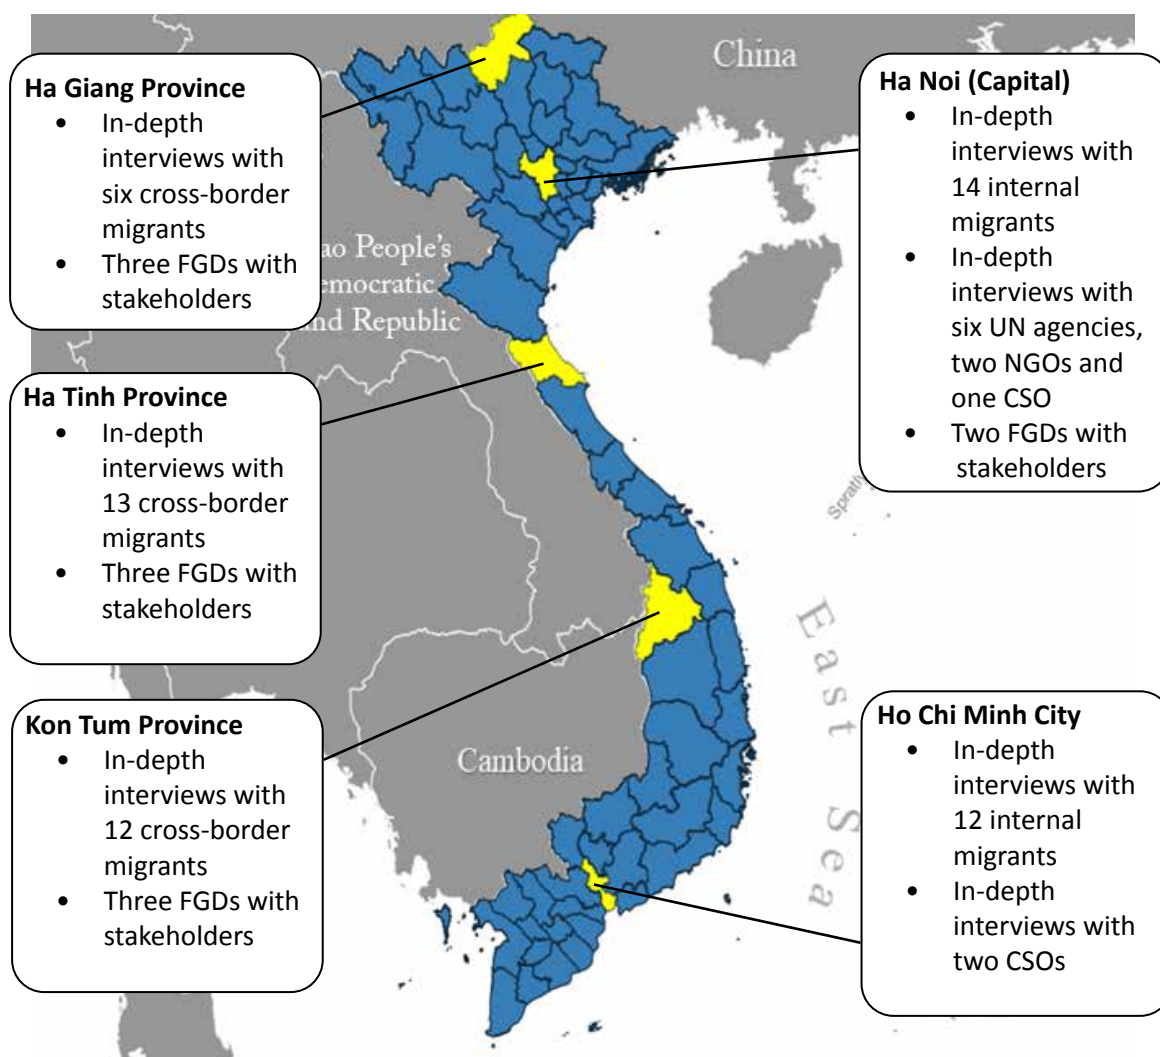 China
Ha Giang Province
• In-depth
interviews with
six cross-border
migrants
• Three FGDs with
stakeholders
Ha Noi (Capital)
• In-depth
interviews with
14 internal
migrants
• In-depth
interviews with
six UN agencies,
two NGOs and
one CSO
• Two FGDs with
stakeholders
ao People's
emocratic
nd Republic
Ha Tinh Province
• In-depth
interviews with
13 cross-border
migrants
• Three FGDs with
stakeholders
Spratly
East Sea
Kon Tum Province
• In-depth
interviews with
12 cross-border
migrants
• Three FGDs with
stakeholders
Cambodia
Ho Chi Minh City
• In-depth
interviews with
12 internal
migrants
• In-depth
interviews with
two CSOs